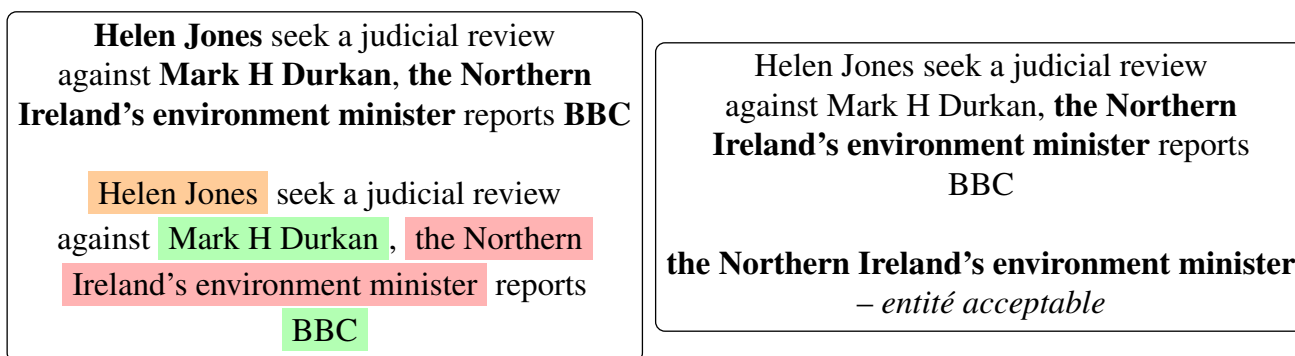 Helen Jones seek a judicial review
against Mark H Durkan, the Northern
Ireland’s environment minister reports BBC
Helen Jones seek a judicial review
against Mark H Durkan , the Northern
Ireland’s environment minister reports
BBC
Helen Jones seek a judicial review
against Mark H Durkan, the Northern
Ireland’s environment minister reports
BBC
the Northern Ireland’s environment minister
– entité acceptable